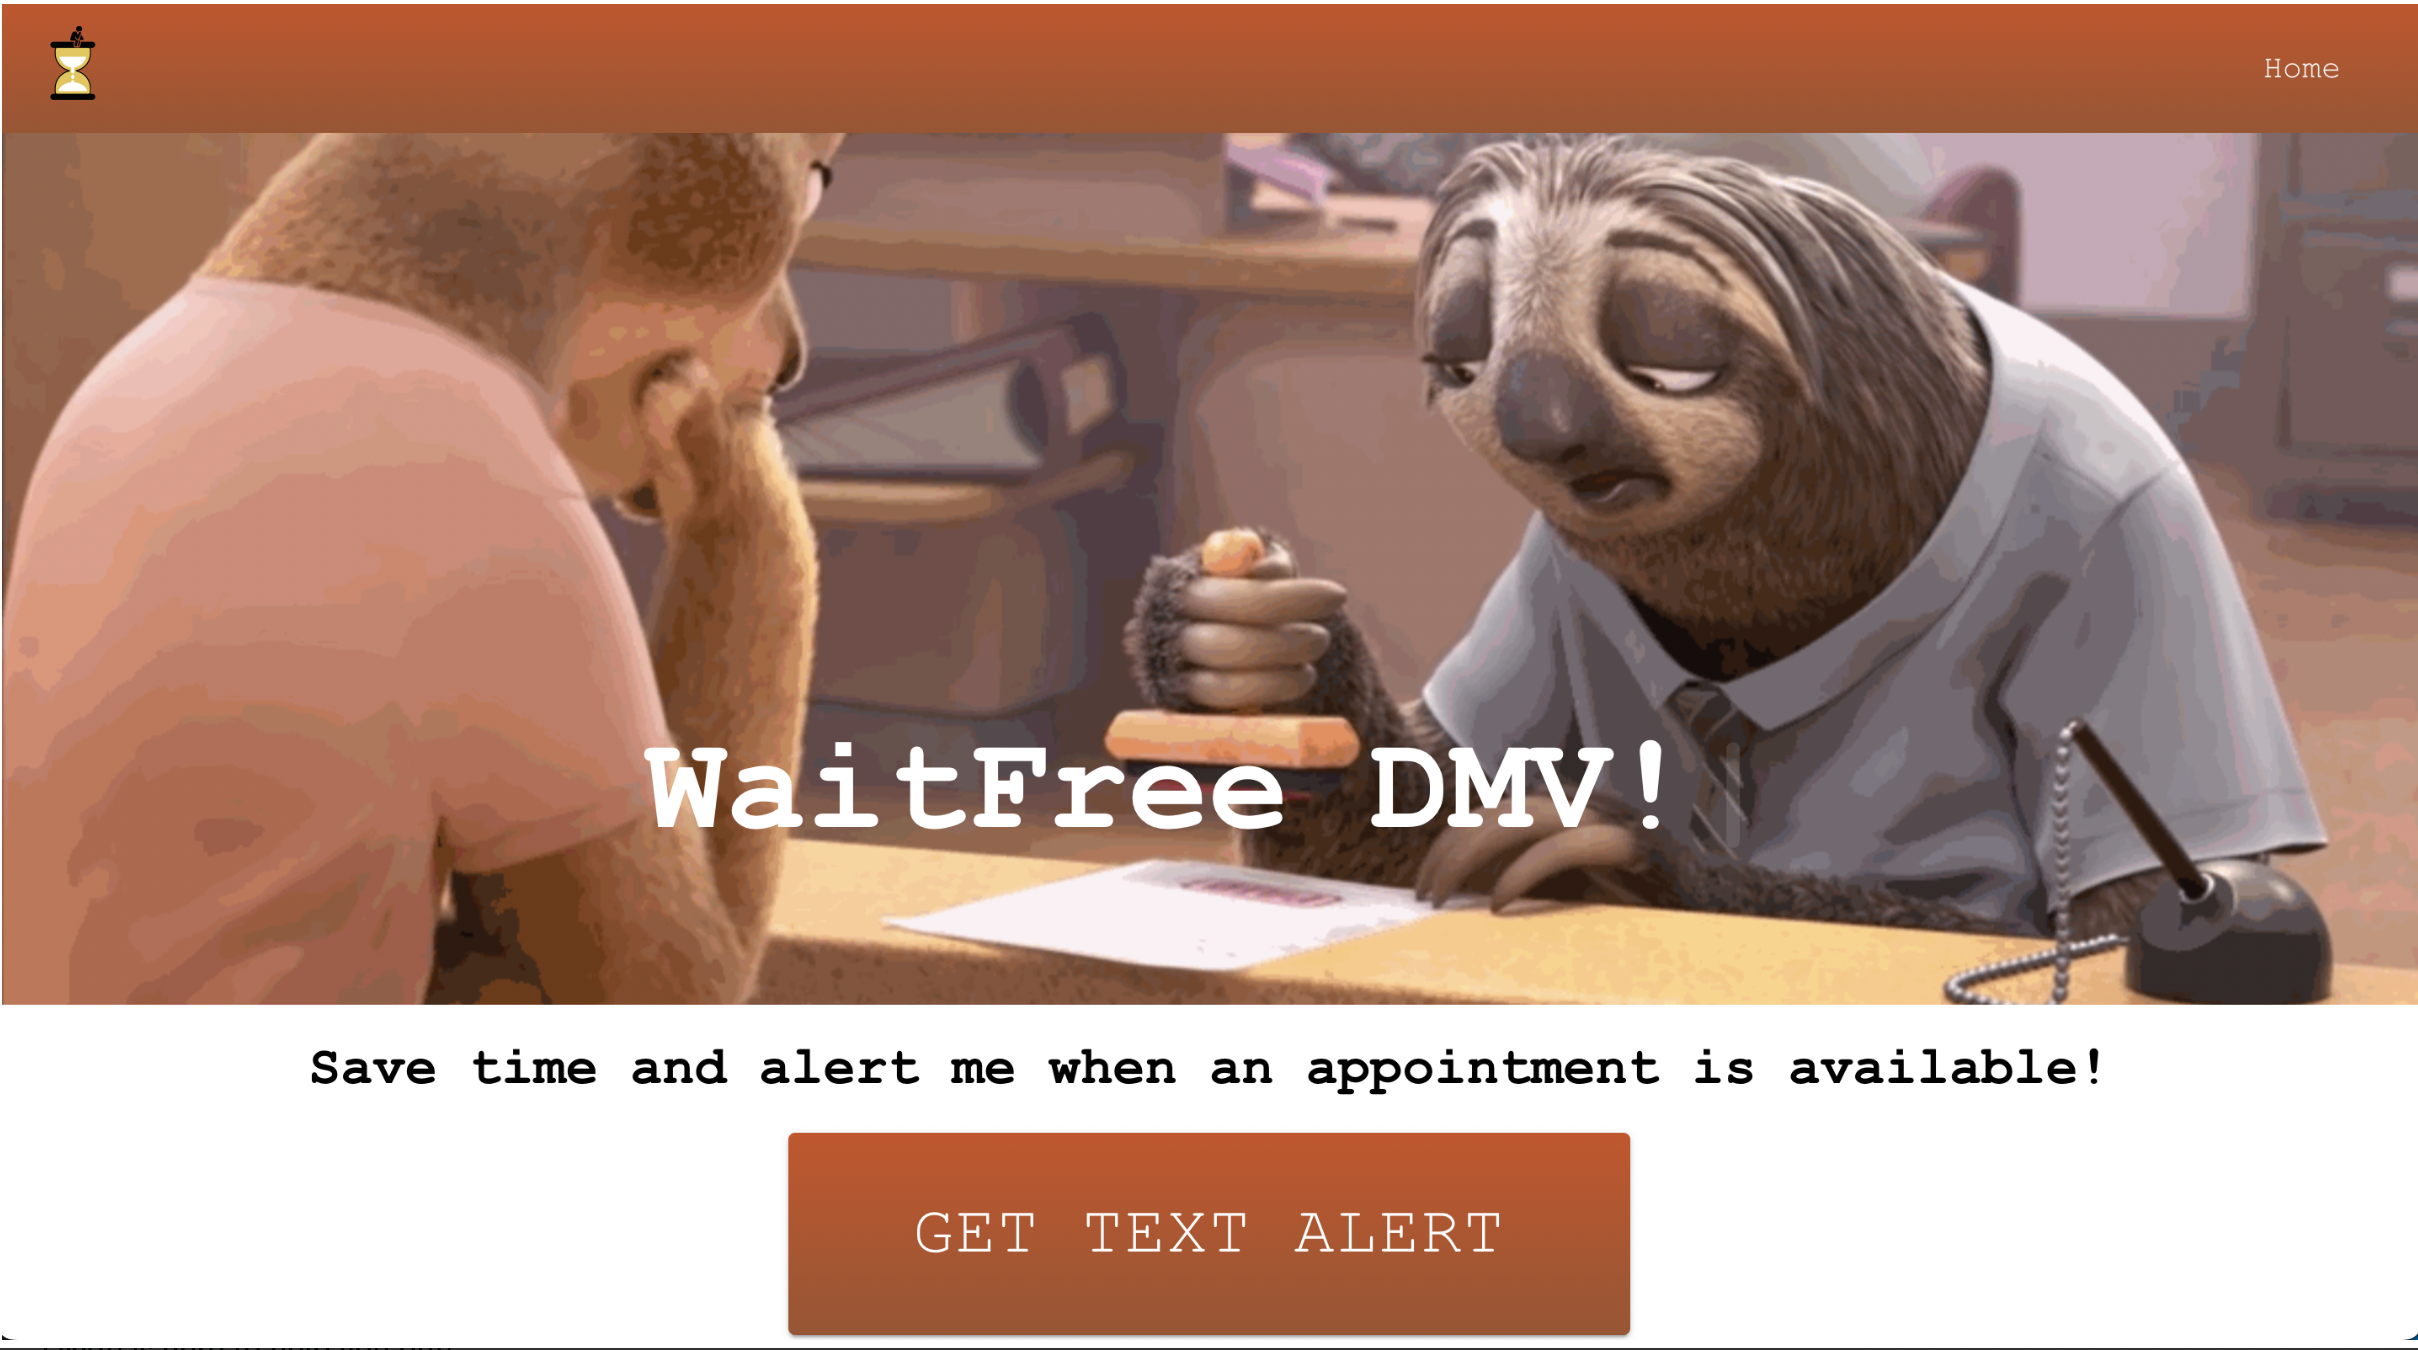 Home
WaitFree DMV!
Save time and alert me when an appointment is available!
GET TEXT ALERT